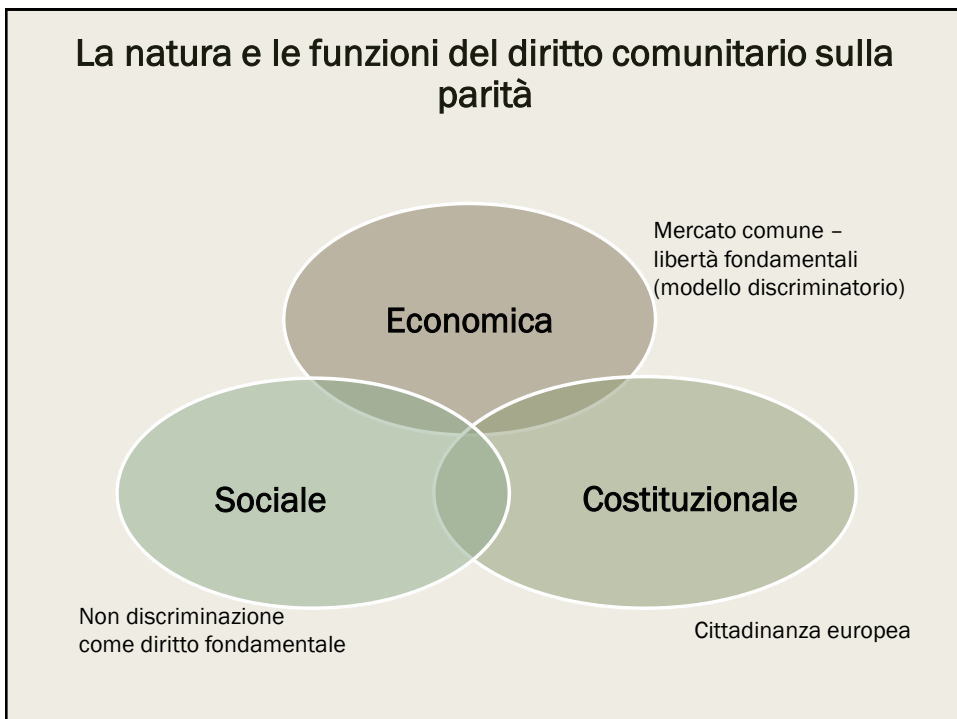 La natura e le funzioni del diritto comunitario sulla
parità
Mercato comune –
libertà fondamentali
(modello discriminatorio)
Economica
Sociale
Costituzionale
Non discriminazione
come diritto fondamentale
Cittadinanza europea